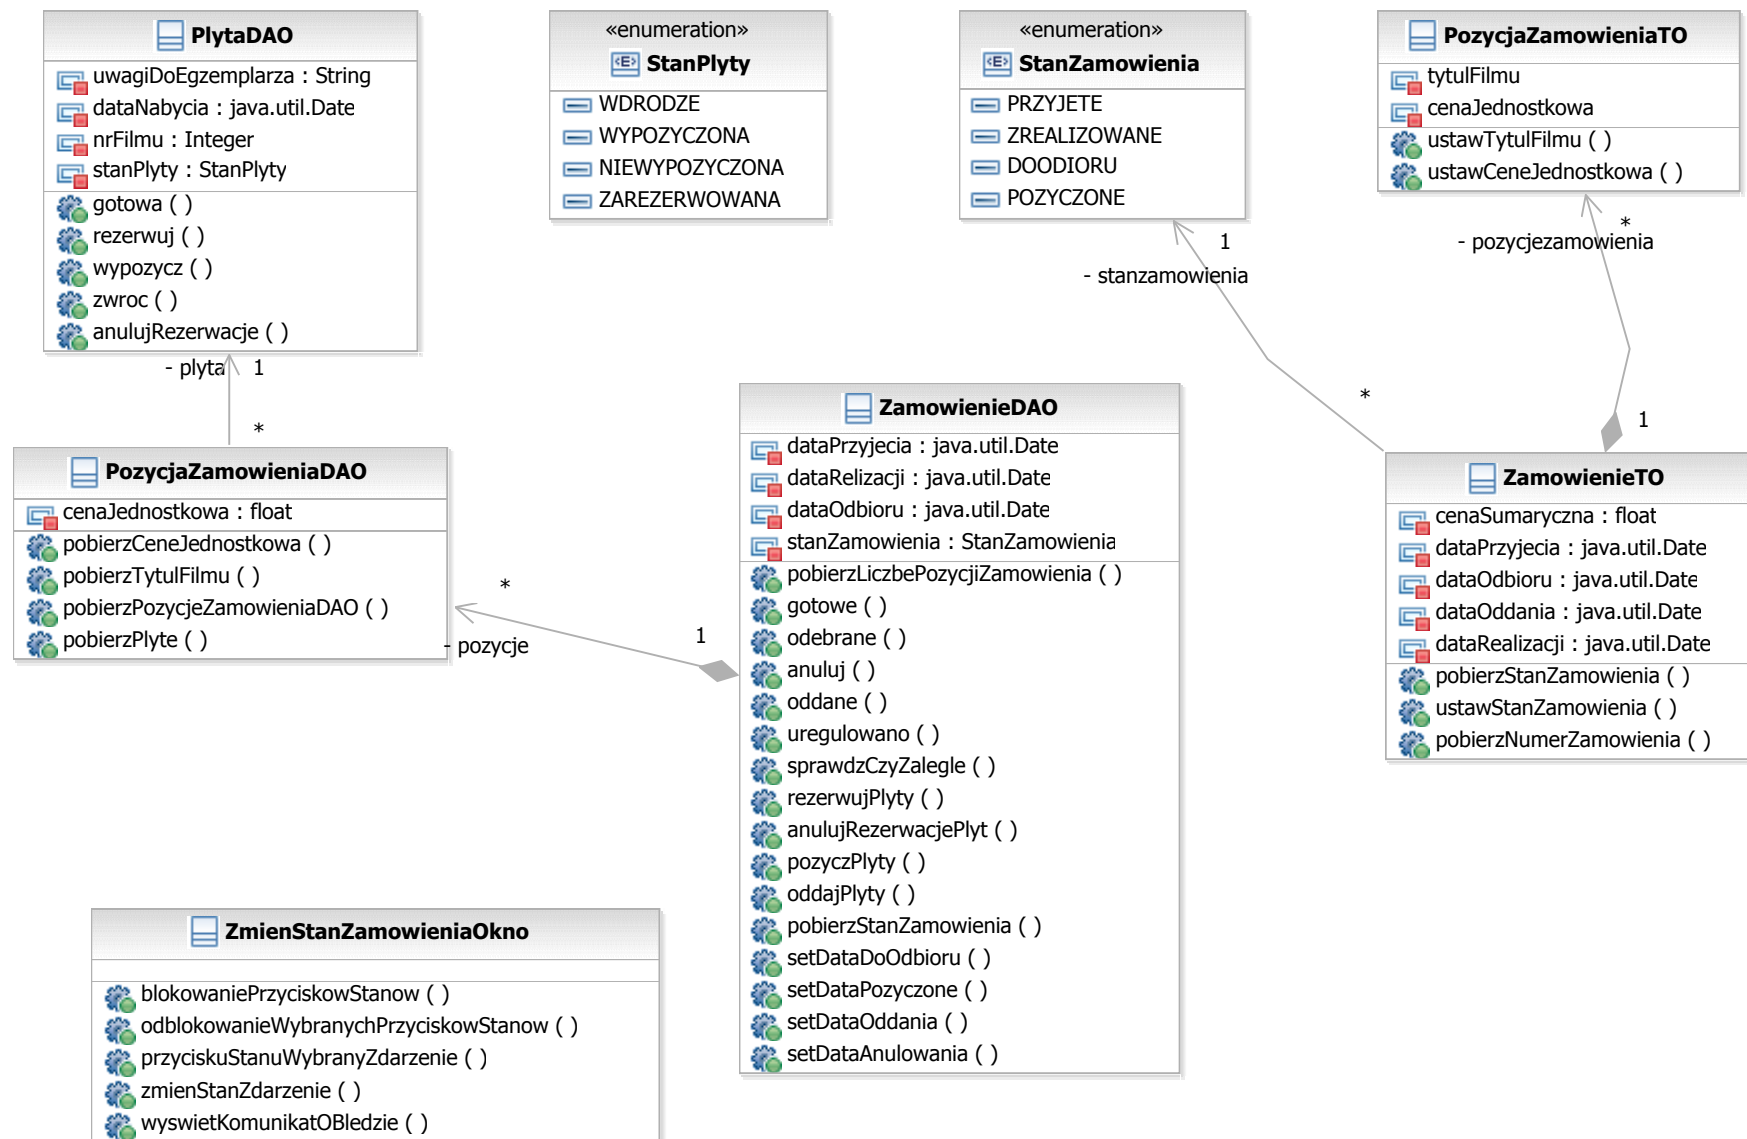 PlytaDAO
uwagiDoEgzemplarza : String
dataNabycia : java.util.Date
nrFilmu : Integer
stanPlyty : StanPlyty
gotowa ( )
rezerwuj ( )
wypozycz ( )
zwroc ( )
anulujRezerwacje ( )
- plyta 1
*
«enumeration»
StanPlyty
WDRODZE
WYPOZYCZONA
NIEWYPOZYCZONA
ZAREZERWOWANA
«enumeration»
StanZamowienia
PRZYJETE
ZREALIZOWANE
DOODIORU
POZYCZONE
1
- stanzamowienia
*
PozycjaZamowieniaTO
tytulFilmu
cenaJednostkowa
ustawTytulFilmu ( )
ustawCeneJednostkowa ( )
*
- pozycjezamowienia
1
PozycjaZamowieniaDAO
cenaJednostkowa : float
pobierzCeneJednostkowa ( )
pobierzTytulFilmu ( )
pobierzPozycjeZamowieniaDAO ( )
pobierzPlyte ( )
*
- pozycje
1
ZamowienieDAO
dataPrzyjecia : java.util.Date
dataRelizacji : java.util.Date
dataOdbioru : java.util.Date
stanZamowienia : StanZamowienia
pobierzLiczbePozycjiZamowienia ( )
gotowe ( )
odebrane ( )
anuluj ( )
oddane ( )
uregulowano ( )
sprawdzCzyZalegle ( )
rezerwujPlyty ( )
anulujRezerwacjePlyt ( )
pozyczPlyty ( )
oddajPlyty ( )
pobierzStanZamowienia ( )
setDataDoOdbioru ( )
setDataPozyczone ( )
setDataOddania ( )
setDataAnulowania ( )
ZamowienieTO
cenaSumaryczna : float
dataPrzyjecia : java.util.Date
dataOdbioru : java.util.Date
dataOddania : java.util.Date
dataRealizacji : java.util.Date
pobierzStanZamowienia ( )
ustawStanZamowienia ( )
pobierzNumerZamowienia ( )
ZmienStanZamowieniaOkno
blokowaniePrzyciskowStanow ( )
odblokowanieWybranychPrzyciskowStanow ( )
przyciskuStanuWybranyZdarzenie ( )
zmienStanZdarzenie ( )
wyswietKomunikatOBledzie ( )